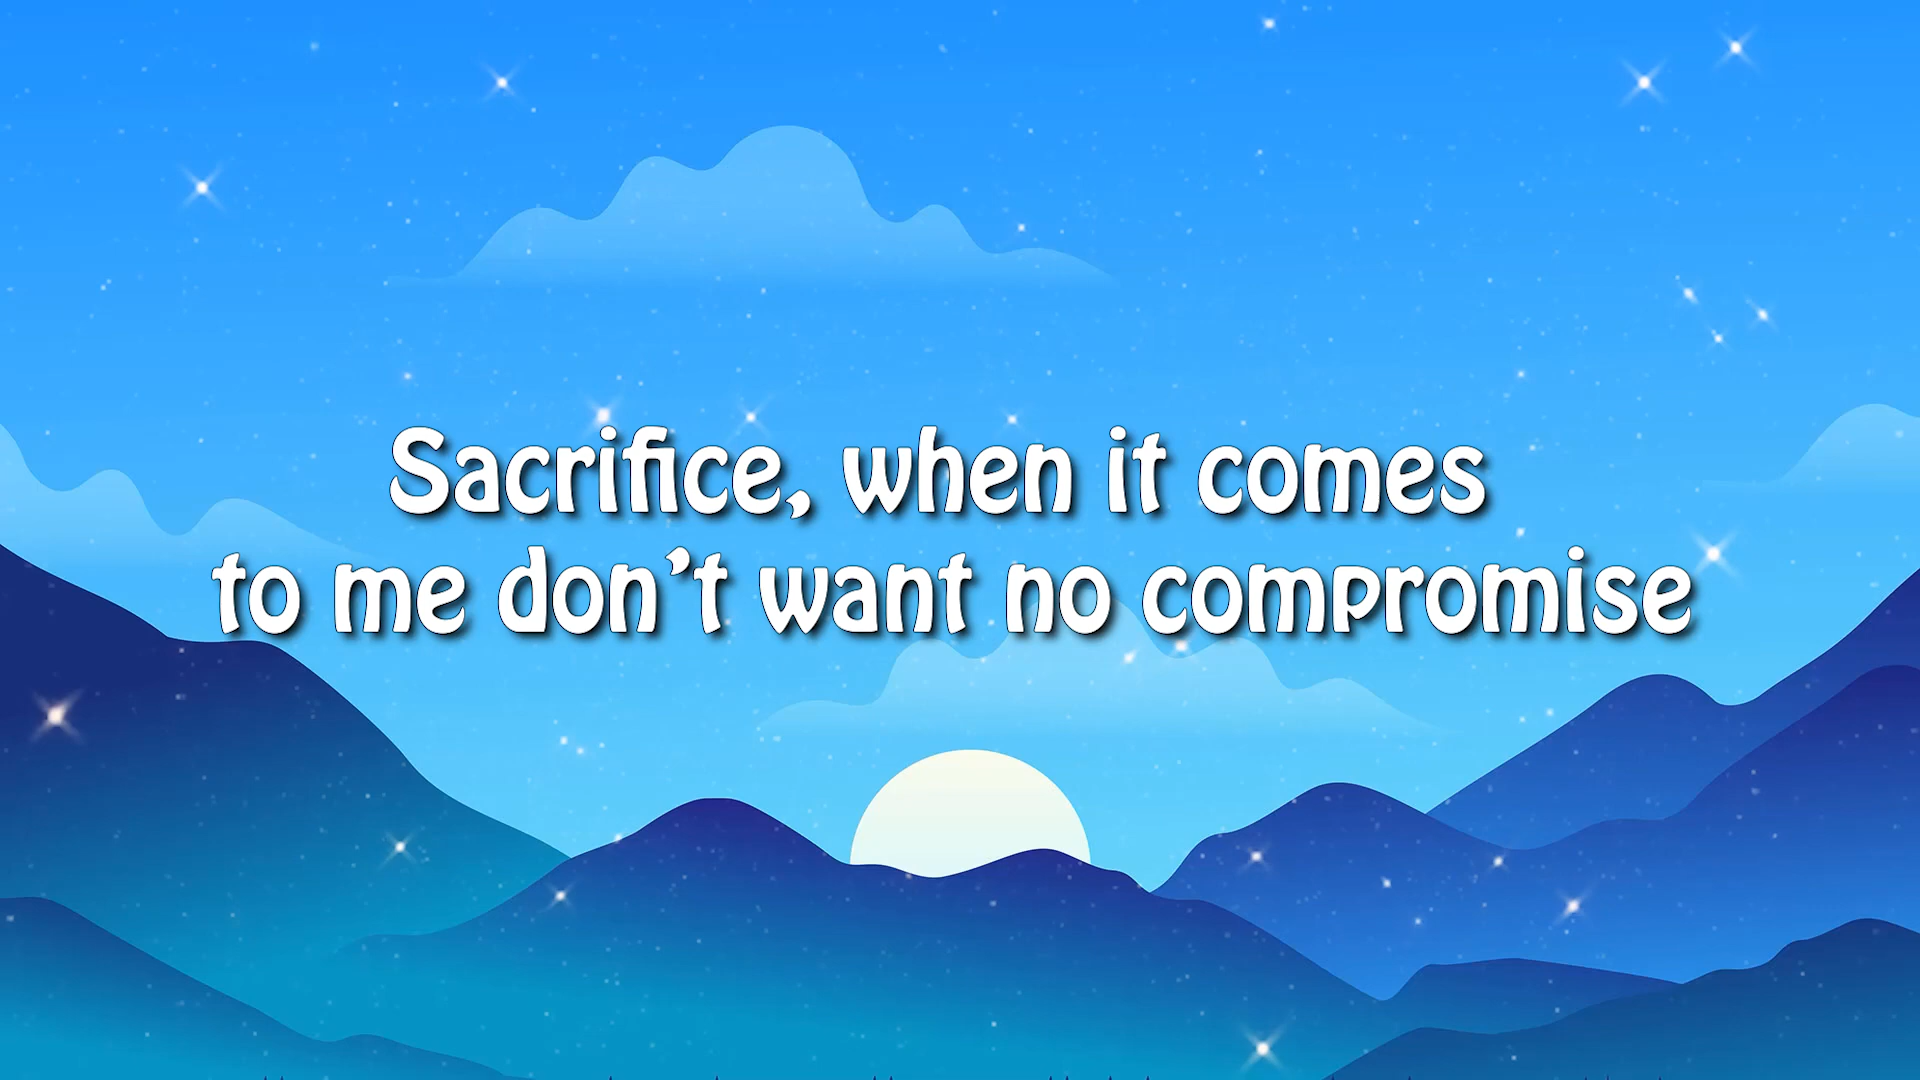 Sacrifice, when it comes
to me don’t want no compromise